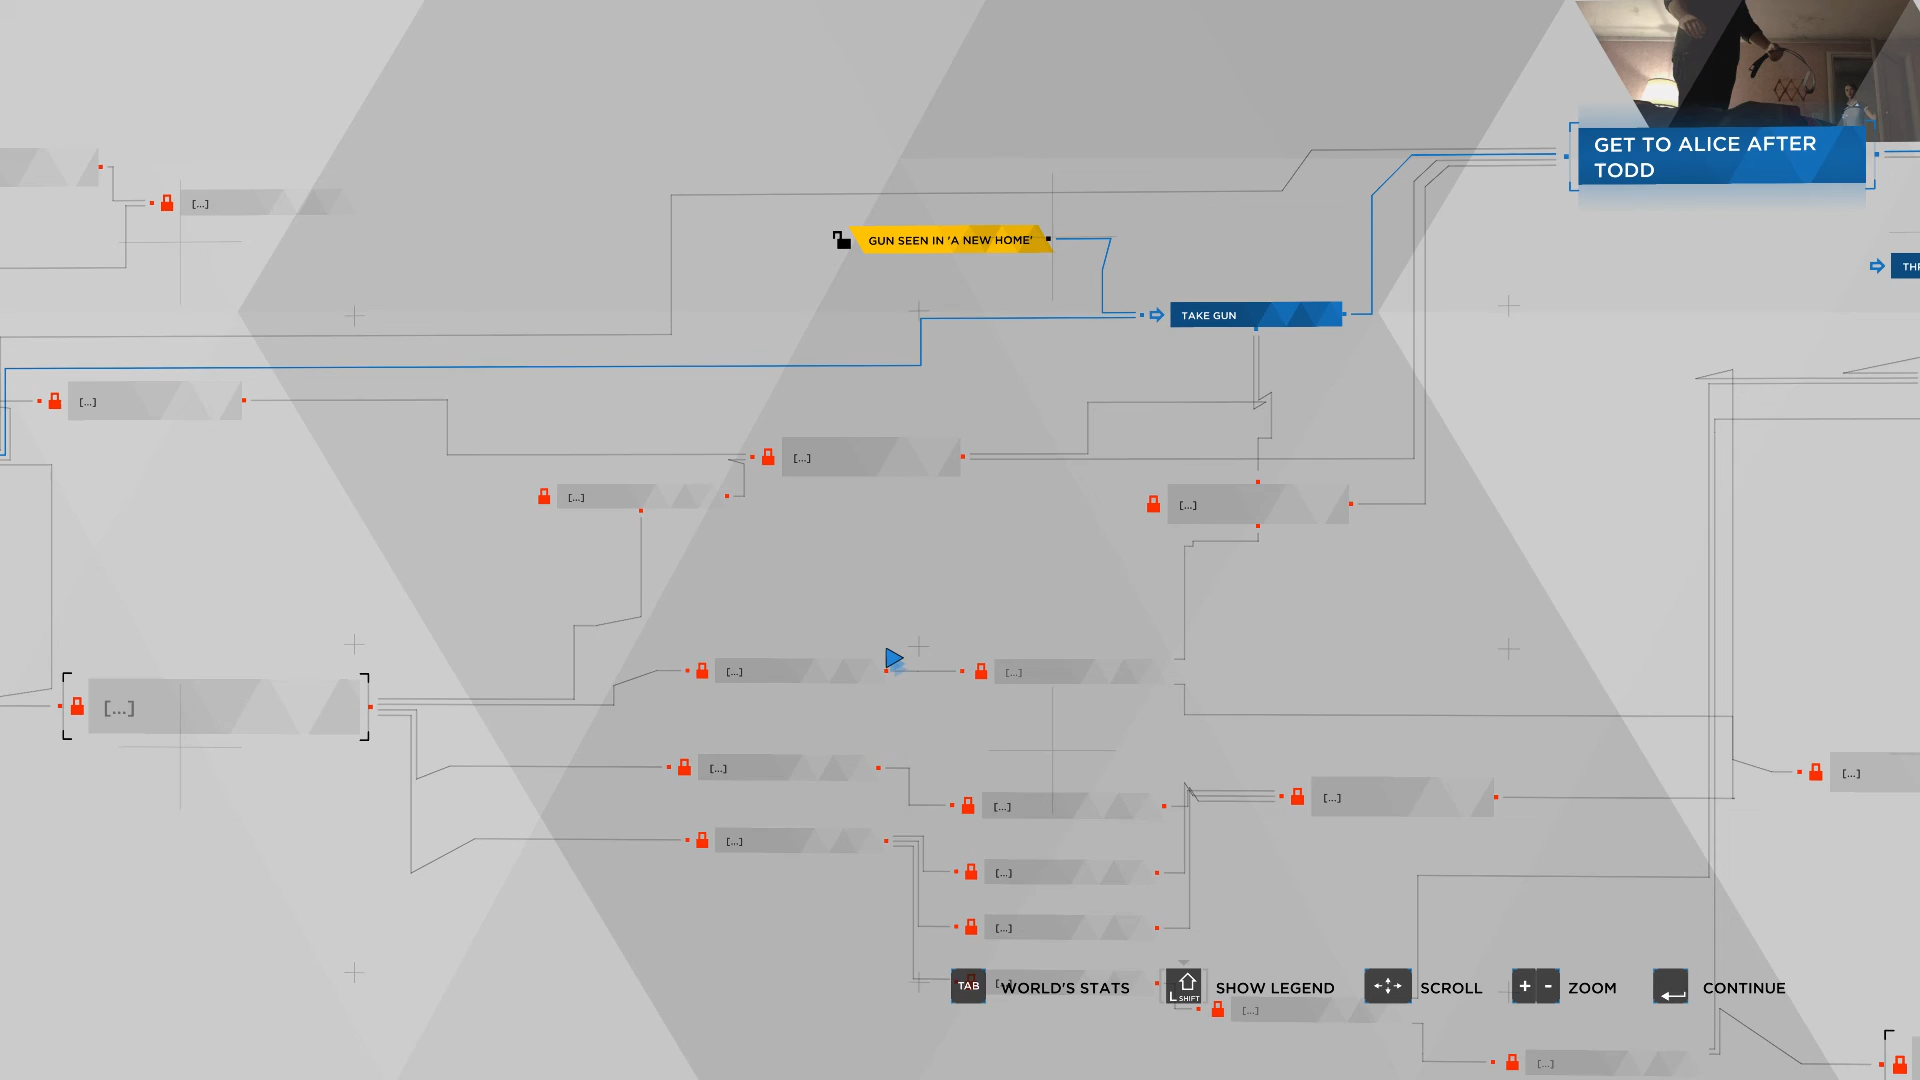 GET TO ALICE AFTER
TODD
[...]
GUN SEEN IN 'A NEW HOME'
TAKE GUN
[...]
[...]
[...]
[...]
[...]
[...]
[...]
[...]
[...]
[...]
[...]
[...]
[...]
[...]
TAB
WORLD'S STATS
L SHIFT
SHOW LEGEND
SCROLL
+ -
ZOOM
CONTINUE
[...]
[...]